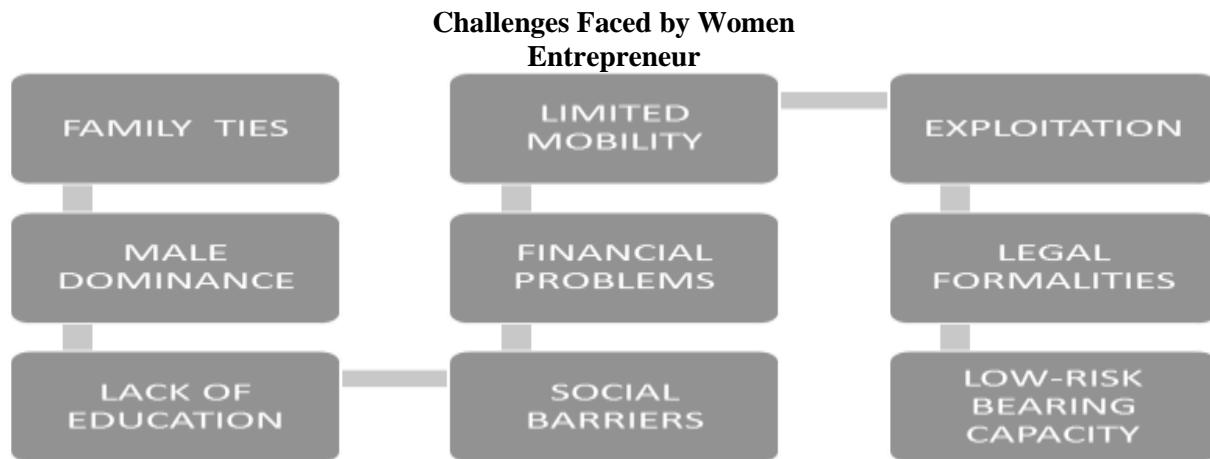 Challenges Faced by Women
Entrepreneur
FAMILY TIES
MALE
DOMINANCE
LACK OF
EDUCATION
SOCIAL
BARRIERS
FINANCIAL
PROBLEMS
LIMITED
MOBILITY
EXPLOITATION
LEGAL
FORMALITIES
LOW-RISK
BEARING
CAPACITY